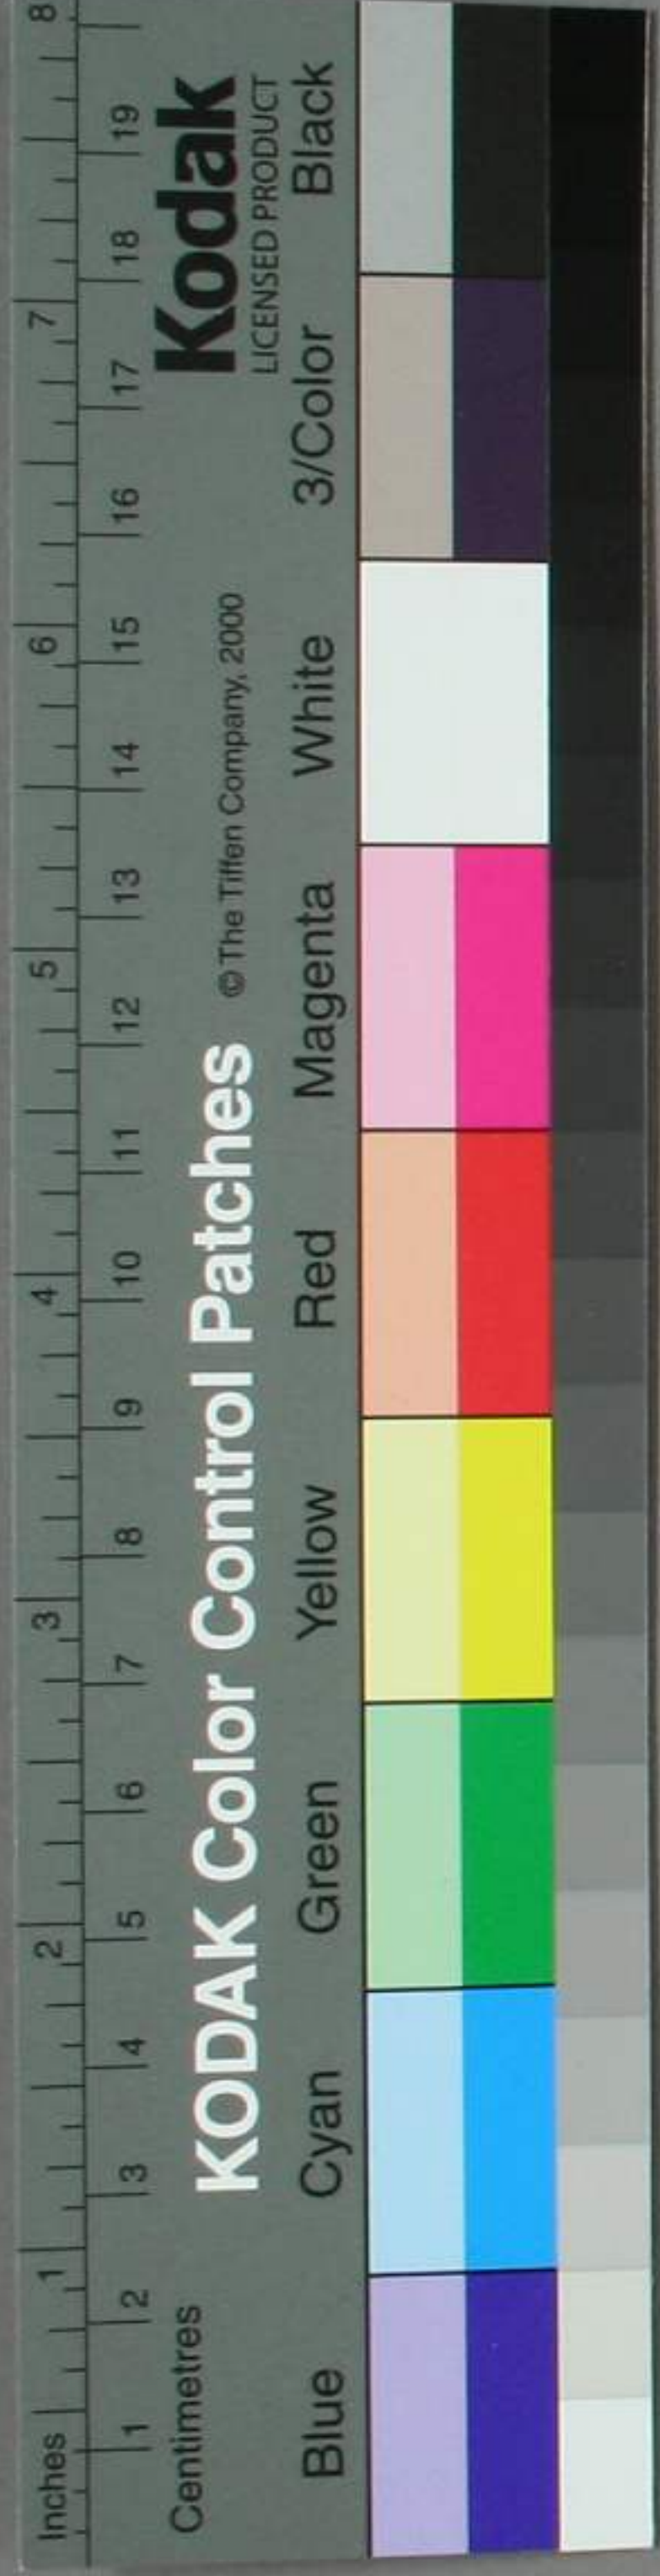 Inches 1 2 3 4 5 6 7 8
1 2 3 4 5 6 7 8 9 10 11 12 13 14 15 16 17 18 19
Centimetres
KODAK Color Control Patches © The Tiffen Company, 2000 Kodak
LICENSED PRODUCT
Blue Cyan Green Yellow Red Magenta White 3/Color Black